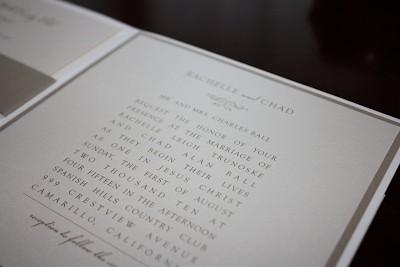 RACHELLE and CHAD
MR. AND MRS. CHARLES BALL
REQUEST THE HONOR OF YOUR
PRESENCE AT THE MARRIAGE OF
RACHELLE LEIGH TRUNOSKE
AND CHAD ALAN BALL
AS THEY BEGIN THEIR LIVES
AS ONE IN JESUS CHRIST
SUNDAY, THE FIRST OF AUGUST
TWO THOUSAND TEN AT
FOUR FIFTEEN IN THE AFTERNOON
SPANISH HILLS COUNTRY CLUB
999 CRESTVIEW AVENUE
CAMARILLO, CALIFORNIA
reception to follow the